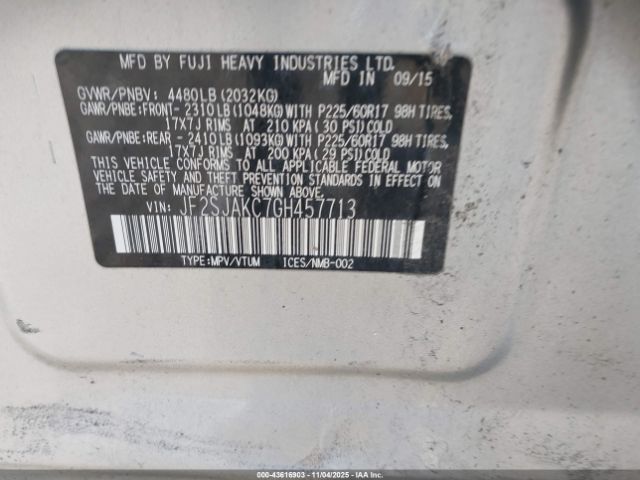 MFD BY FUJI HEAVY INDUSTRIES LTD.
MFD IN 09/15
GVWR/PNBV: 4480LB (2032KG)
GAWR/PNBE:FRONT- 2310LB (1048KG) WITH P225/60R17 98H TIRES,
17X7J RIMS AT 210 KPA ( 30 PSI) COLD
GAWR/PNBE:REAR - 2410LB (1093KG) WITH P225/60R17 98H TIRES,
17X7J RIMS AT 200 KPA ( 29 PSI) COLD
THIS VEHICLE CONFORMS TO ALL APPLICABLE FEDERAL MOTOR
VEHICLE SAFETY AND THEFT PREVENTION STANDARDS IN EFFECT
ON THE DATE OF MANUFACTURE SHOWN ABOVE.
VIN: JF2SJAKC7GH457713
TYPE:MPV/VTUM ICES/NMB-002
000-43616903 - 11/04/2025 - IAAI.com